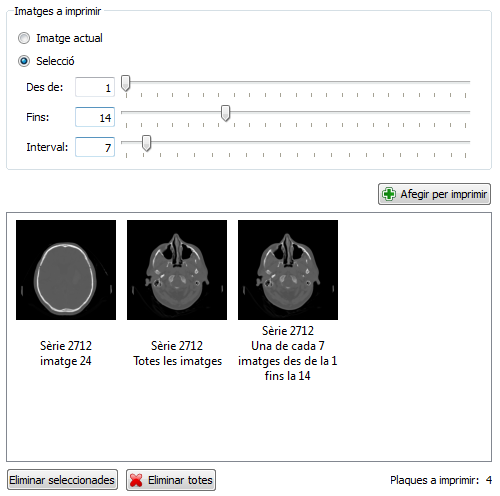 Imatges a imprimir
Imatge actual
Selecció
Des de: 1
Fins: 14
Interval: 7
Afegir per imprimir
Sèrie 2712
imatge 24
Sèrie 2712
Totes les imatges
Sèrie 2712
Una de cada 7
imatges des de la 1
fins la 14
Eliminar seleccionades
Eliminar totes
Plaques a imprimir: 4